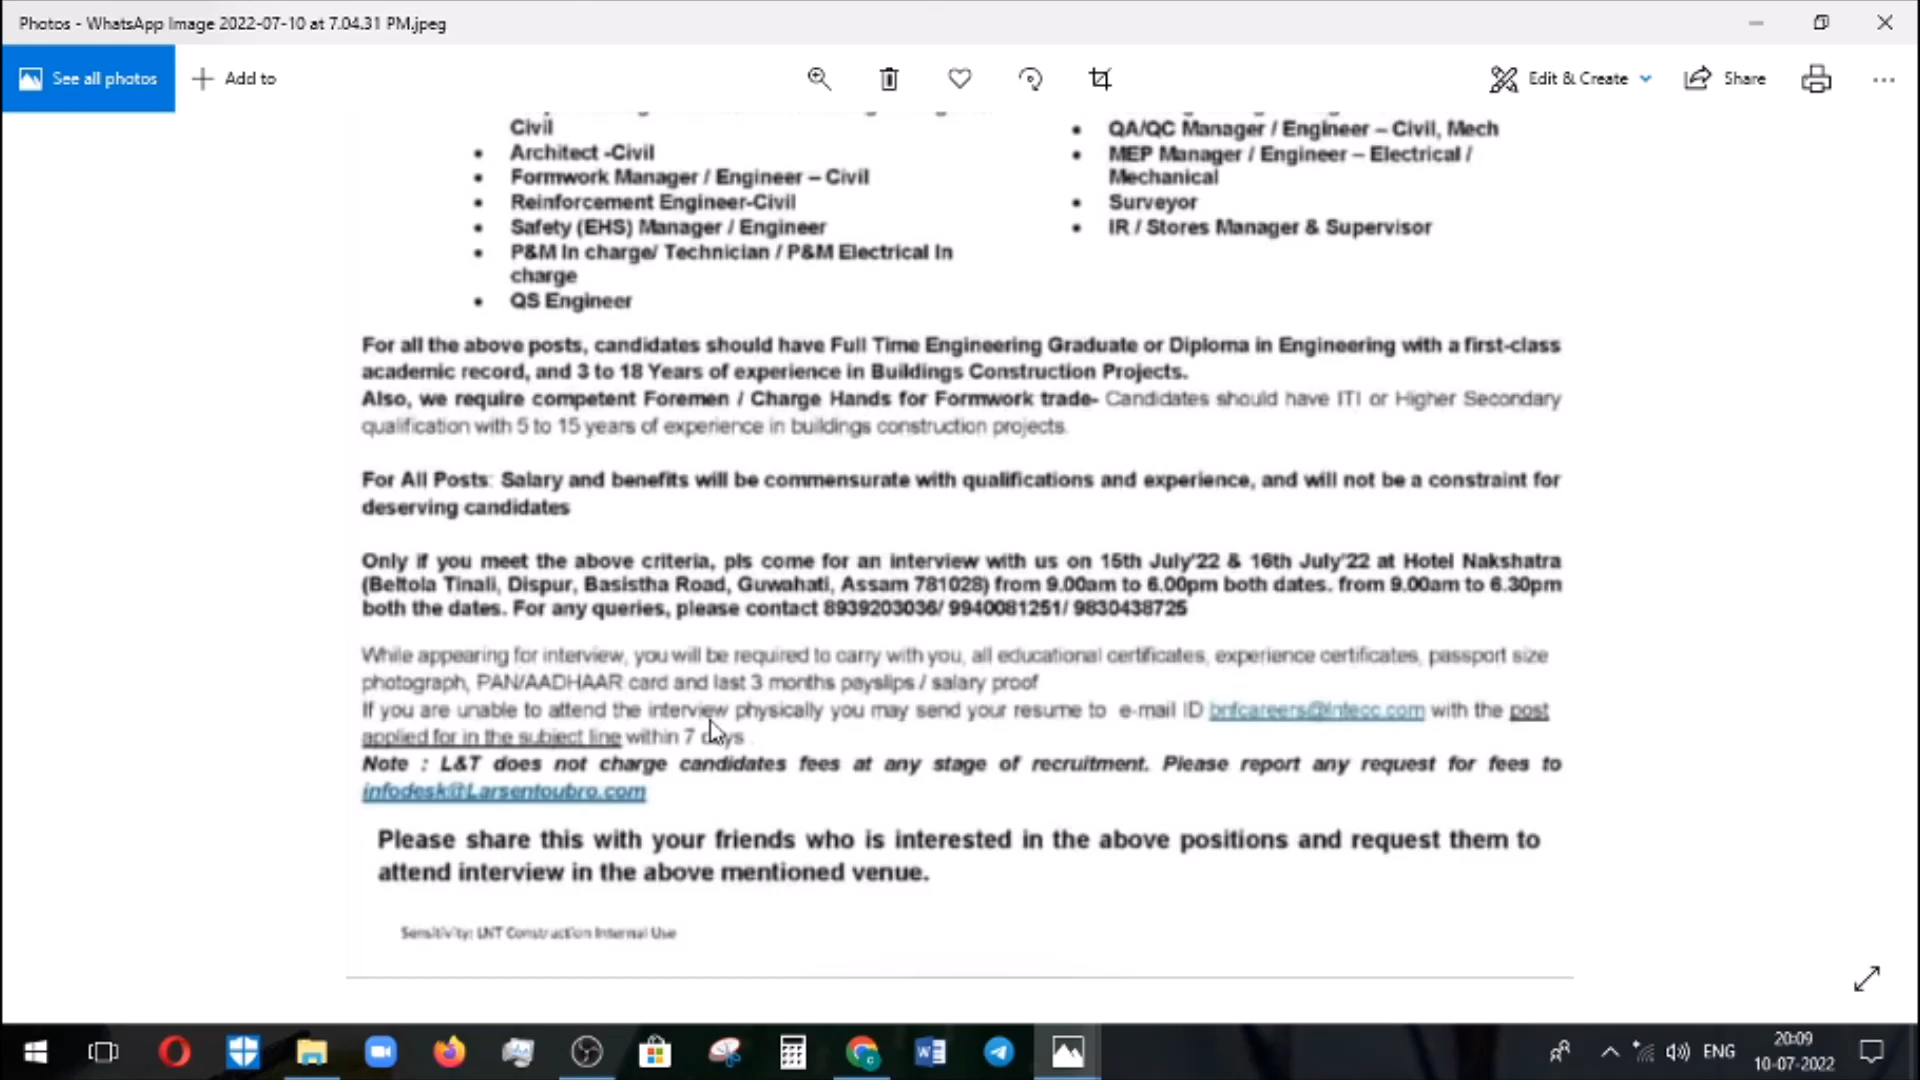 Photos - WhatsApp Image 2022-07-10 at 7.04.31 PM.jpeg
See all photos
Add to
Edit & Create
Share
Civil
• Architect -Civil
• Formwork Manager / Engineer – Civil
• Reinforcement Engineer-Civil
• Safety (EHS) Manager / Engineer
• P&M In charge/ Technician / P&M Electrical In
charge
• QS Engineer
• QA/QC Manager / Engineer – Civil, Mech
• MEP Manager / Engineer – Electrical /
Mechanical
• Surveyor
• IR / Stores Manager & Supervisor
For all the above posts, candidates should have Full Time Engineering Graduate or Diploma in Engineering with a first-class
academic record, and 3 to 18 Years of experience in Buildings Construction Projects.
Also, we require competent Foremen / Charge Hands for Formwork trade- Candidates should have ITI or Higher Secondary
qualification with 5 to 15 years of experience in buildings construction projects.
For All Posts: Salary and benefits will be commensurate with qualifications and experience, and will not be a constraint for
deserving candidates
Only if you meet the above criteria, pls come for an interview with us on 15th July'22 & 16th July'22 at Hotel Nakshatra
(Beltola Tinali, Dispur, Basistha Road, Guwahati, Assam 781028) from 9.00am to 6.00pm both dates. from 9.00am to 6.30pm
both the dates. For any queries, please contact 8939203036/ 9940081251/ 9830438725
While appearing for interview, you will be required to carry with you, all educational certificates, experience certificates, passport size
photograph, PAN/AADHAAR card and last 3 months payslips / salary proof
If you are unable to attend the interview physically you may send your resume to e-mail ID bnfcareers@lntecc.com with the post
applied for in the subject line within 7 days .
Note : L&T does not charge candidates fees at any stage of recruitment. Please report any request for fees to
infodesk@Larsentoubro.com
Please share this with your friends who is interested in the above positions and request them to
attend interview in the above mentioned venue.
Sensitivity: LNT Construction Internal Use
ENG
20:09
10-07-2022